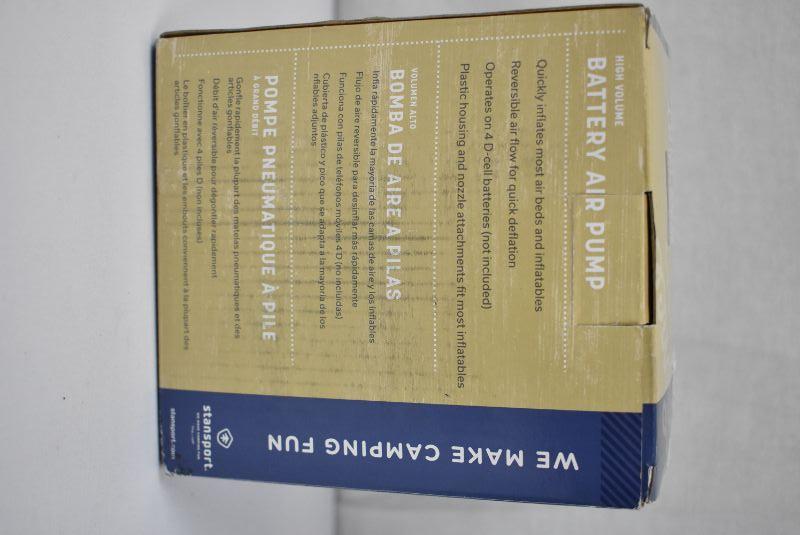 HIGH VOLUME
BATTERY AIR PUMP
Quickly inflates most air beds and inflatables
Reversible air flow for quick deflation
Operates on 4 D-cell batteries (not included)
Plastic housing and nozzle attachments fit most inflatables
VOLUMEN ALTO
BOMBA DE AIRE A PILAS
Infla rápidamente la mayoría de las camas de aire y los inflables
Flujo de aire reversible para desinflar más rápidamente
Funciona con pilas de teléfonos móviles 4 D (no incluidas)
Cubierta de plástico y pico que se adapta a la mayoría de los
nflables adjuntos
POMPE PNEUMATIQUE À PILE
À GRAND DÉBIT
Gonfle rapidement la plupart des matelas pneumatiques et des
articles gonflables
Débit d'air réversible pour dégonfler rapidement
Fonctionne avec 4 piles D (non incluses)
Le boîtier en plastique et les embouts conviennent à la plupart des
articles gonflables
WE MAKE CAMPING FUN
stansport.
WE MAKE CAMPING FUN
stansport.com